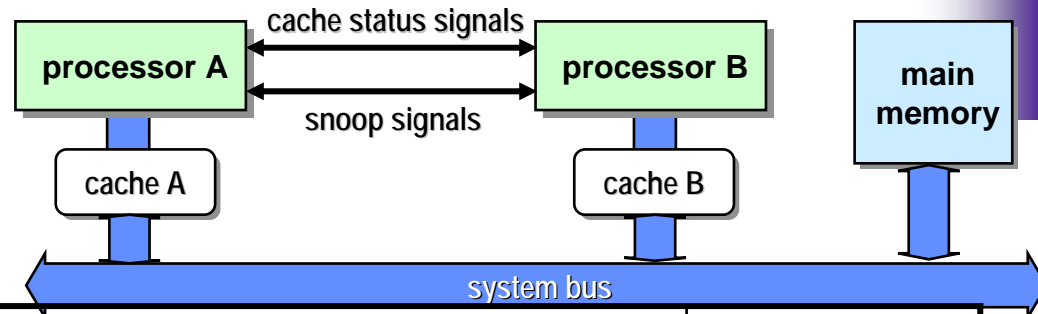 cache status signals
processor A
processor B
main
memory
snoop signals
cache A
cache B
system bus